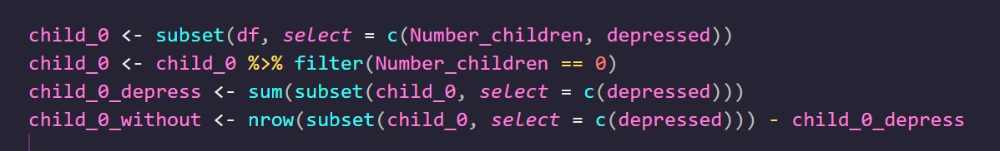 child_0 <- subset(df, select = c(Number_children, depressed))
child_0 <- child_0 %>% filter(Number_children == 0)
child_0_depress <- sum(subset(child_0, select = c(depressed)))
child_0_without <- nrow(subset(child_0, select = c(depressed))) - child_0_depress